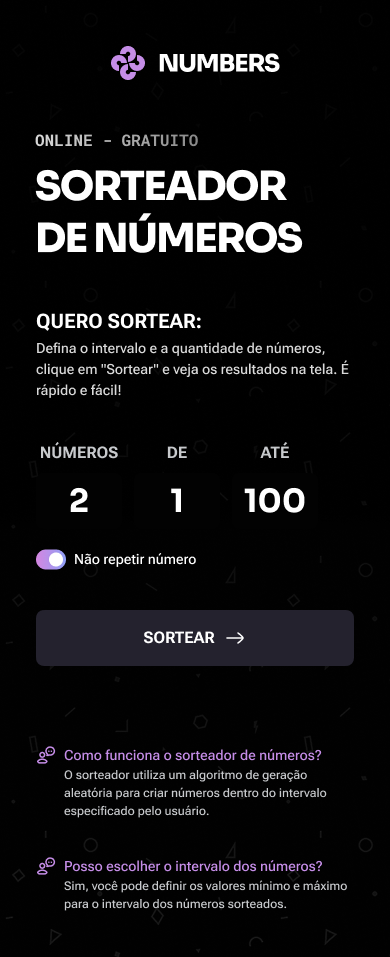 NUMBERS
ONLINE - GRATUITO
SORTEADOR
DE NÚMEROS
QUERO SORTEAR:
Defina o intervalo e a quantidade de números,
clique em "Sortear" e veja os resultados na tela. É
rápido e fácil!
NÚMEROS DE ATÉ
2 1 100
Não repetir número
SORTEAR →
Como funciona o sorteador de números?
O sorteador utiliza um algoritmo de geração
aleatória para criar números dentro do intervalo
especificado pelo usuário.
Posso escolher o intervalo dos números?
Sim, você pode definir os valores mínimo e máximo
para o intervalo dos números sorteados.